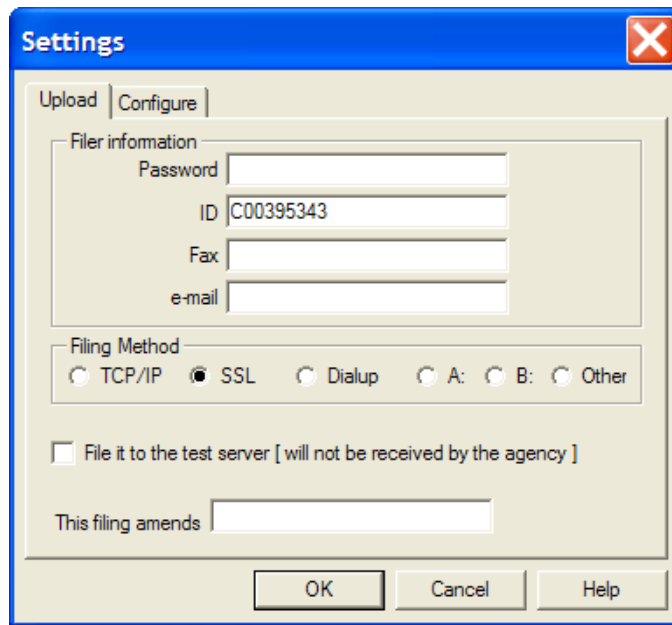 Settings
Upload Configure
Filer information
Password
ID C00395343
Fax
e-mail
Filing Method
TCP/IP SSL Dialup A: B: Other
File it to the test server [ will not be received by the agency ]
This filing amends
OK Cancel Help